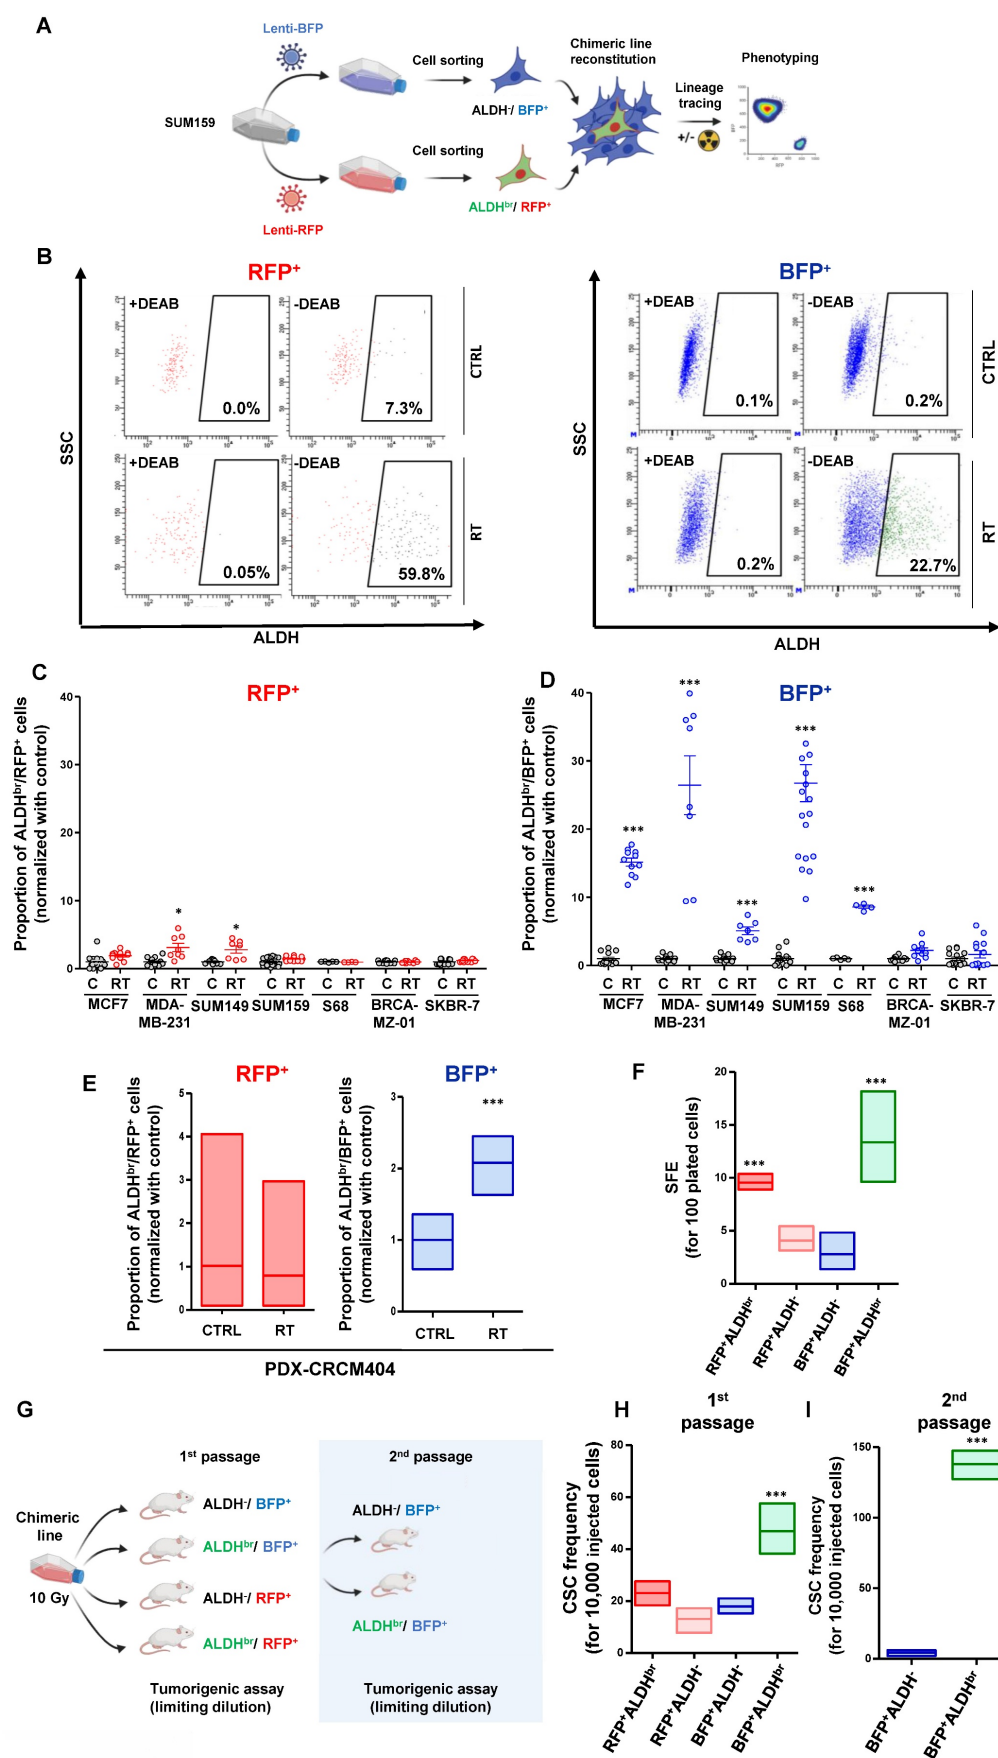 A
Lenti-BFP
SUM159
Lenti-RFP
Cell sorting
ALDH-/ BFP+
Cell sorting
ALDHbr/ RFP+
Chimeric line
reconstitution
Lineage
tracing
+/-
Phenotyping
BFP
RFP
B
RFP+
+DEAB
0.0%
-DEAB
7.3%
CTRL
+DEAB
0.05%
-DEAB
59.8%
RT
SSC
ALDH
BFP+
+DEAB
0.1%
-DEAB
0.2%
CTRL
+DEAB
0.2%
-DEAB
22.7%
RT
SSC
ALDH
C
RFP+
Proportion of ALDHbr/RFP+ cells
(normalized with control)
40
30
20
10
0
* *
C RT C RT C RT C RT C RT C RT C RT
MCF7 MDA- SUM149 SUM159 S68 BRCA- SKBR-7
MB-231 MZ-01
D
BFP+
Proportion of ALDHbr/BFP+ cells
(normalized with control)
40
30
20
10
0
*** *** *** *** ***
C RT C RT C RT C RT C RT C RT C RT
MCF7 MDA- SUM149 SUM159 S68 BRCA- SKBR-7
MB-231 MZ-01
E
RFP+
Proportion of ALDHbr/RFP+ cells
(normalized with control)
5
4
3
2
1
0
CTRL RT
BFP+
Proportion of ALDHbr/BFP+ cells
(normalized with control)
3
2
1
0
***
CTRL RT
PDX-CRCM404
F
SFE
(for 100 plated cells)
20
15
10
5
0
*** ***
RFP+ALDHbr
RFP+ALDH-
BFP+ALDH-
BFP+ALDHbr
G
1st passage
Chimeric
line
10 Gy
ALDH-/ BFP+
ALDHbr/ BFP+
ALDH-/ RFP+
ALDHbr/ RFP+
Tumorigenic assay
(limiting dilution)
2nd passage
ALDH-/ BFP+
ALDHbr/ BFP+
Tumorigenic assay
(limiting dilution)
H
1st
passage
CSC frequency
(for 10,000 injected cells)
80
60
40
20
0
***
RFP+ALDHbr
RFP+ALDH-
BFP+ALDH-
BFP+ALDHbr
I
2nd
passage
CSC frequency
(for 10,000 injected cells)
150
100
50
0
***
BFP+ALDH-
BFP+ALDHbr